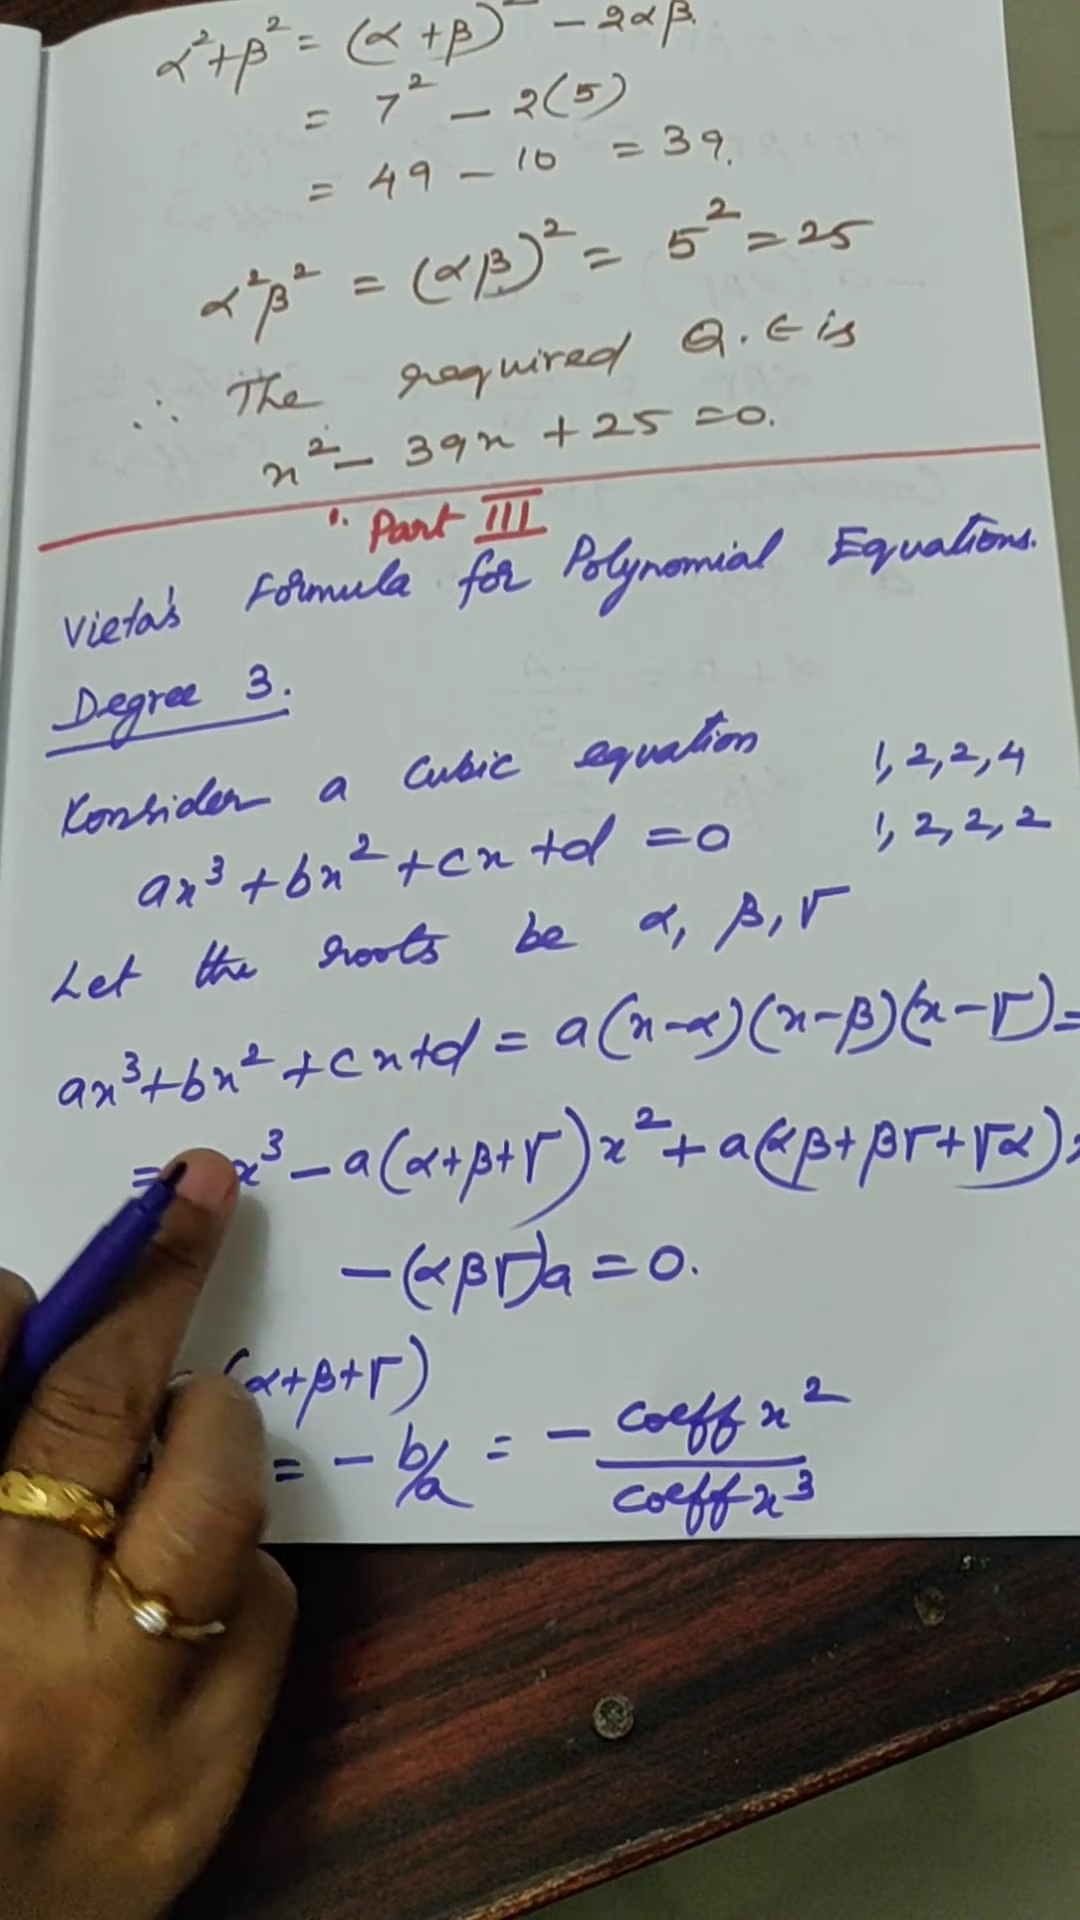 α²+β² = (α+β)² - 2αβ.
= 7² - 2(5)
= 49 - 10 = 39.
α²β² = (αβ)² = 5² = 25
∴ The required Q.E is
x² - 39x + 25 = 0.
1. Part III
Vieta's Formula for Polynomial Equations.
Degree 3.
Konsider a Cubic equation 1, 2, 2, 4
ax³ + bx² + cx + d = 0 1, 2, 2, 2
Let the roots be α, β, Γ
ax³+bx²+cx+d = a(x-α)(x-β)(x-Γ)=
= x³ - a(α+β+Γ)x² + a(αβ+βΓ+Γα)x
-(αβΓ)a = 0.
(α+β+Γ)
= - b/a = - coeff x² / coeff x³